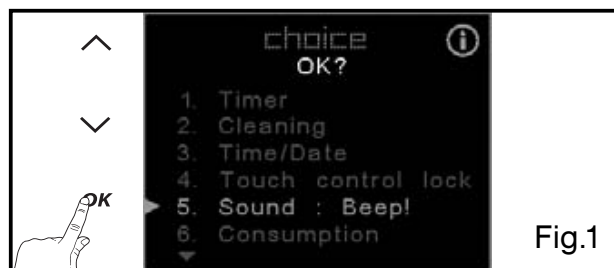 choice
OK?
1. Timer
2. Cleaning
3. Time/Date
4. Touch control lock
OK
5. Sound : Beep!
6. Consumption
Fig.1